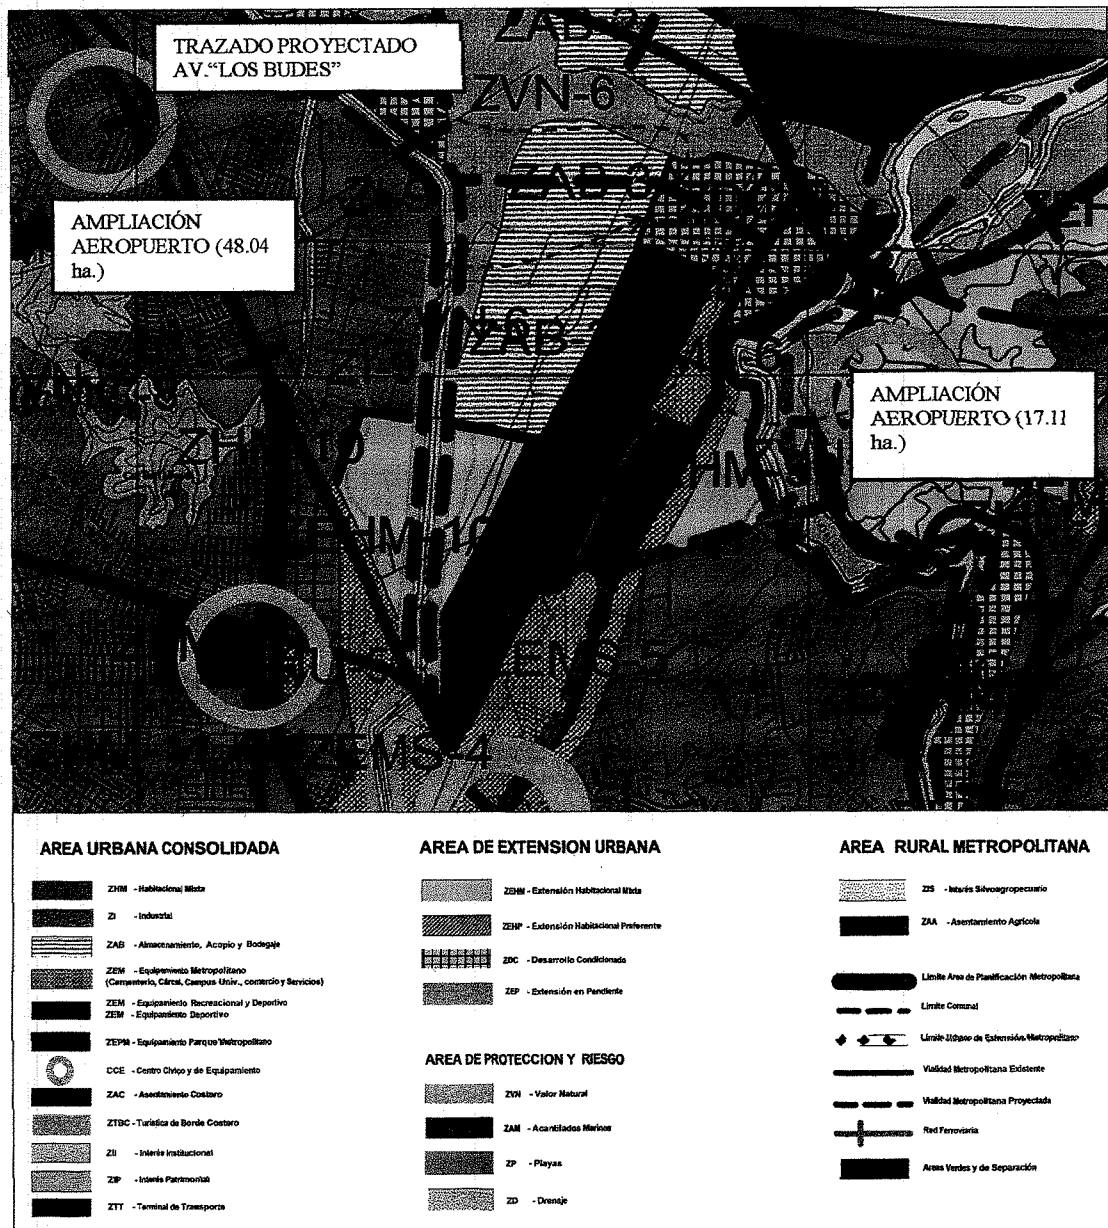 TRAZADO PROYECTADO
AV.“LOS BUDES”
ZVN-6
AMPLIACIÓN
AEROPUERTO (48.04
ha.)
AMPLIACIÓN
AEROPUERTO (17.11
ha.)
ZEMS-4
AREA URBANA CONSOLIDADA
ZHM - Habitacional Mixta
ZI - Industrial
ZAB - Almacenamiento, Acopio y Bodegaje
ZEM - Equipamiento Metropolitano
(Cementerio, Cárcel, Campus Univ., comercio y Servicios)
ZEM - Equipamiento Recreacional y Deportivo
ZEM - Equipamiento Deportivo
ZEPM - Equipamiento Parque Metropolitano
CCE - Centro Cívico y de Equipamiento
ZAC - Asentamiento Costero
ZTBC - Turística de Borde Costero
ZII - Interés Institucional
ZIP - Interés Patrimonial
ZTT - Terminal de Transporte
AREA DE EXTENSION URBANA
ZEHM - Extensión Habitacional Mixta
ZEHP - Extensión Habitacional Preferente
ZDC - Desarrollo Condicionado
ZEP - Extensión en Pendiente
AREA DE PROTECCION Y RIESGO
ZVN - Valor Natural
ZAM - Acantilados Marinos
ZP - Playas
ZD - Drenaje
AREA RURAL METROPOLITANA
ZIS - Interés Silvoagropecuario
ZAA - Asentamiento Agrícola
Limite Area de Planificación Metropolitana
Limite Comunal
Limite Urbano de Extensión Metropolitano
Vialidad Metropolitana Existente
Vialidad Metropolitana Proyectada
Red Ferroviaria
Areas Verdes y de Separación